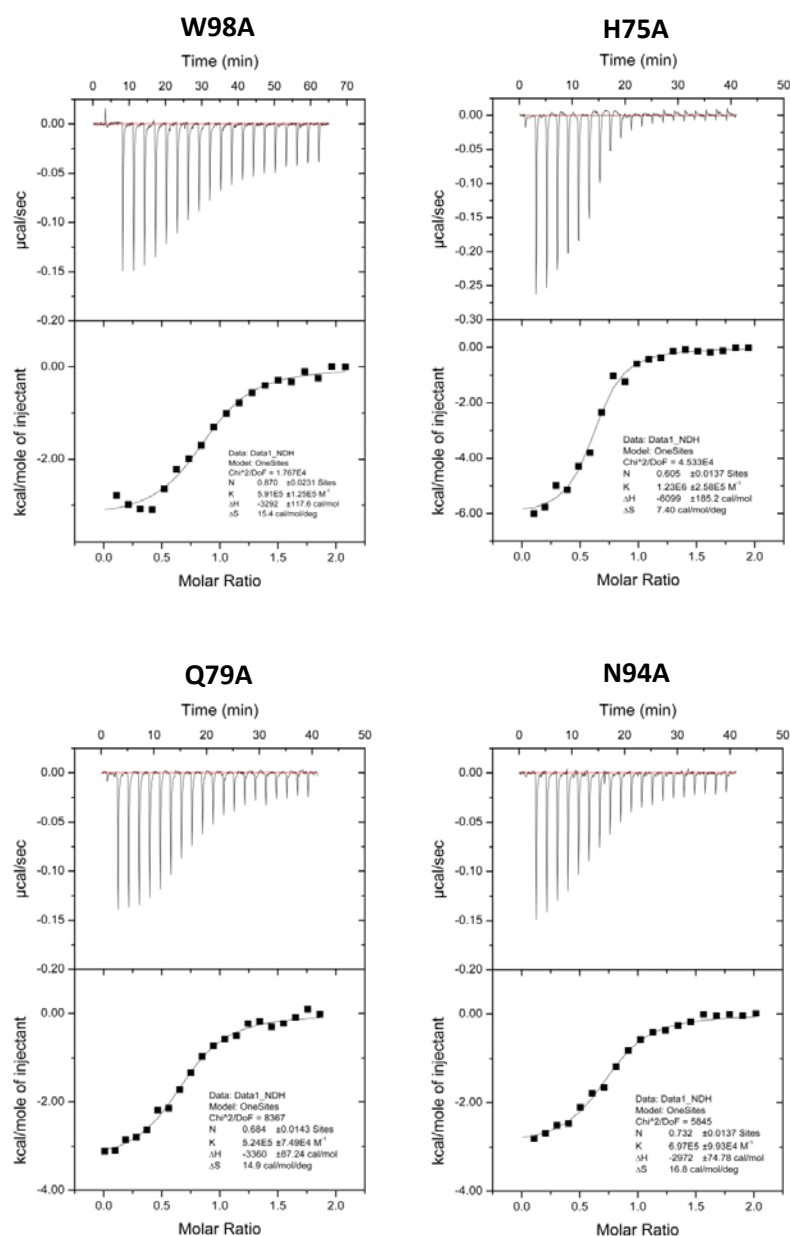 W98A
Time (min)
0 10 20 30 40 50 60 70
0.00
-0.05
-0.10
-0.15
-0.20
µcal/sec
0.00
-2.00
kcal/mole of injectant
Data: Data1_NDH
Model: OneSites
Chi^2/DoF = 1.767E4
N 0.870 ±0.0231 Sites
K 5.91E5 ±1.25E5 M⁻¹
ΔH -3292 ±117.6 cal/mol
ΔS 15.4 cal/mol/deg
0.0 0.5 1.0 1.5 2.0
Molar Ratio
H75A
Time (min)
0 10 20 30 40 50
0.00
-0.05
-0.10
-0.15
-0.20
-0.25
-0.30
µcal/sec
0.00
-2.00
-4.00
-6.00
kcal/mole of injectant
Data: Data1_NDH
Model: OneSites
Chi^2/DoF = 4.533E4
N 0.605 ±0.0137 Sites
K 1.23E6 ±2.58E5 M⁻¹
ΔH -6099 ±185.2 cal/mol
ΔS 7.40 cal/mol/deg
0.0 0.5 1.0 1.5 2.0
Molar Ratio
Q79A
Time (min)
0 10 20 30 40 50
0.00
-0.05
-0.10
-0.15
-0.20
µcal/sec
0.00
-2.00
-4.00
kcal/mole of injectant
Data: Data1_NDH
Model: OneSites
Chi^2/DoF = 8367
N 0.684 ±0.0143 Sites
K 5.24E5 ±7.49E4 M⁻¹
ΔH -3360 ±87.24 cal/mol
ΔS 14.9 cal/mol/deg
0.0 0.5 1.0 1.5 2.0
Molar Ratio
N94A
Time (min)
0 10 20 30 40 50
0.00
-0.05
-0.10
-0.15
-0.20
µcal/sec
0.00
-2.00
-4.00
kcal/mole of injectant
Data: Data1_NDH
Model: OneSites
Chi^2/DoF = 5845
N 0.732 ±0.0137 Sites
K 6.97E5 ±9.93E4 M⁻¹
ΔH -2972 ±74.78 cal/mol
ΔS 16.8 cal/mol/deg
0.0 0.5 1.0 1.5 2.0
Molar Ratio